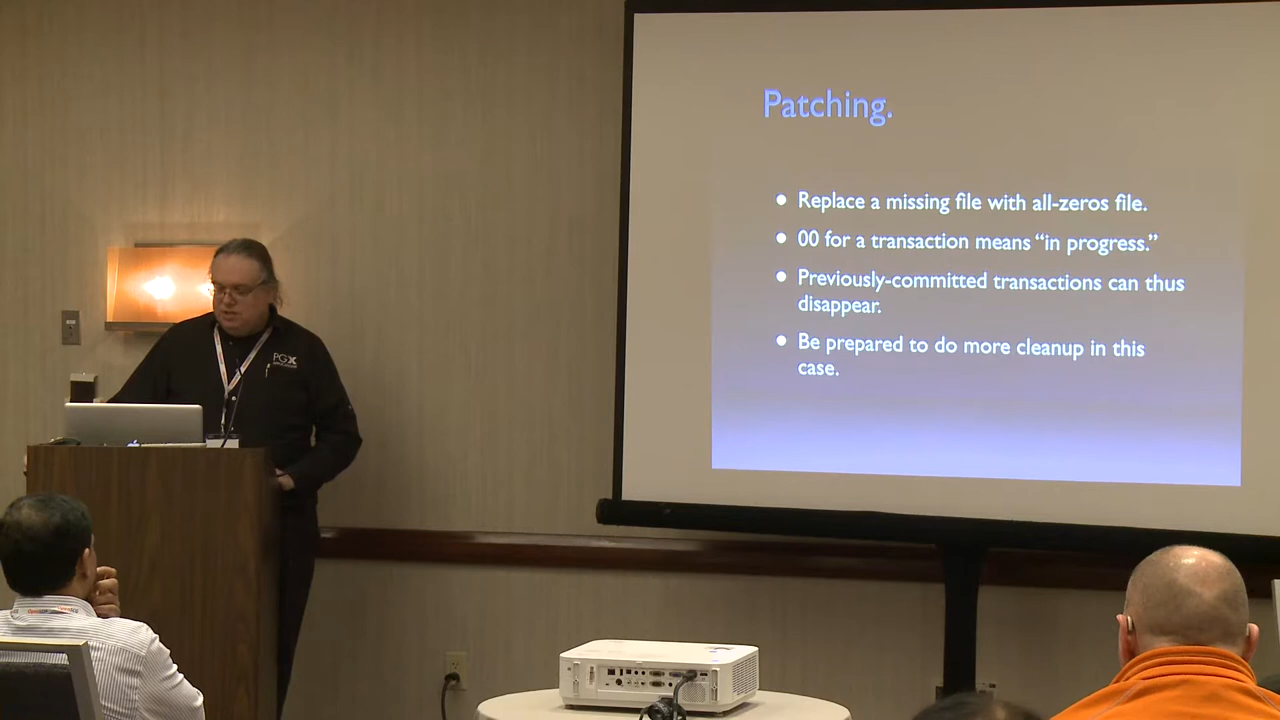 Patching.
Replace a missing file with all-zeros file.
00 for a transaction means “in progress.”
Previously-committed transactions can thus
disappear.
Be prepared to do more cleanup in this
case.
PGX